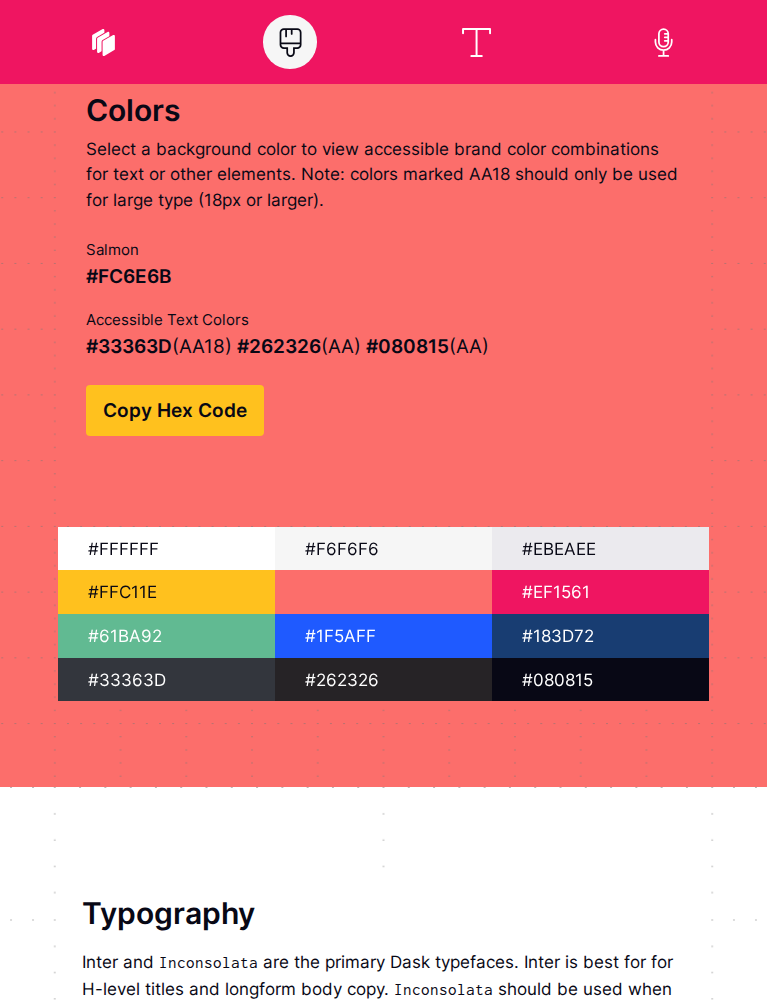 Colors
Select a background color to view accessible brand color combinations
for text or other elements. Note: colors marked AA18 should only be used
for large type (18px or larger).
Salmon
#FC6E6B
Accessible Text Colors
#33363D(AA18) #262326(AA) #080815(AA)
Copy Hex Code
#FFFFFF #F6F6F6 #EBEAEE
#FFC11E #EF1561
#61BA92 #1F5AFF #183D72
#33363D #262326 #080815
Typography
Inter and Inconsolata are the primary Dask typefaces. Inter is best for for
H-level titles and longform body copy. Inconsolata should be used when